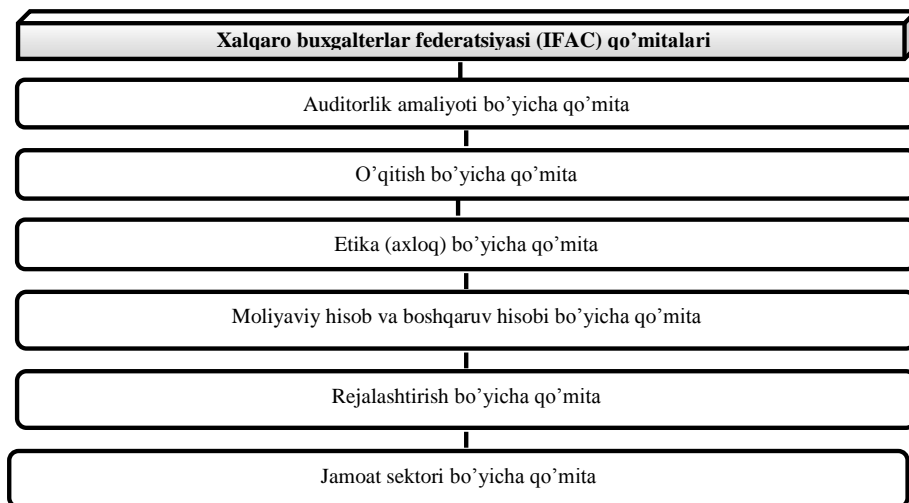 Xalqaro buxgalterlar federatsiyasi (IFAC) qo’mitalari
Auditorlik amaliyoti bo’yicha qo’mita
O’qitish bo’yicha qo’mita
Etika (axloq) bo’yicha qo’mita
Moliyaviy hisob va boshqaruv hisobi bo’yicha qo’mita
Rejalashtirish bo’yicha qo’mita
Jamoat sektori bo’yicha qo’mita